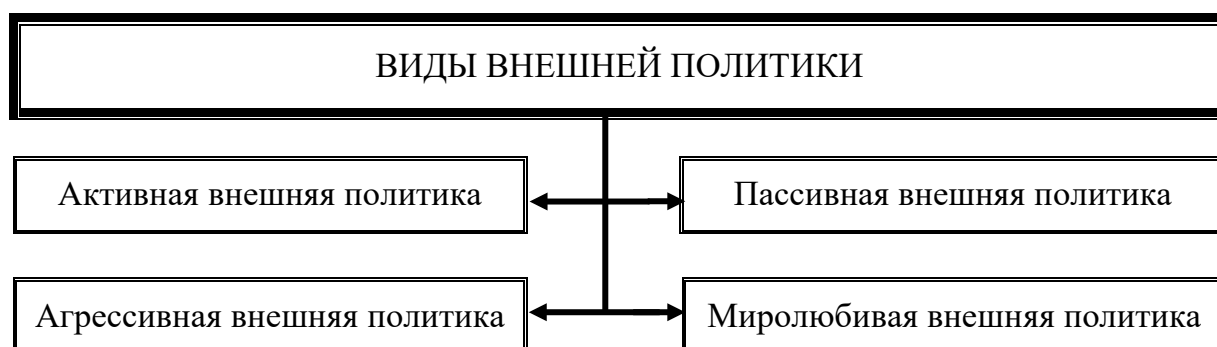 ВИДЫ ВНЕШНЕЙ ПОЛИТИКИ
Активная внешняя политика
Пассивная внешняя политика
Агрессивная внешняя политика
Миролюбивая внешняя политика